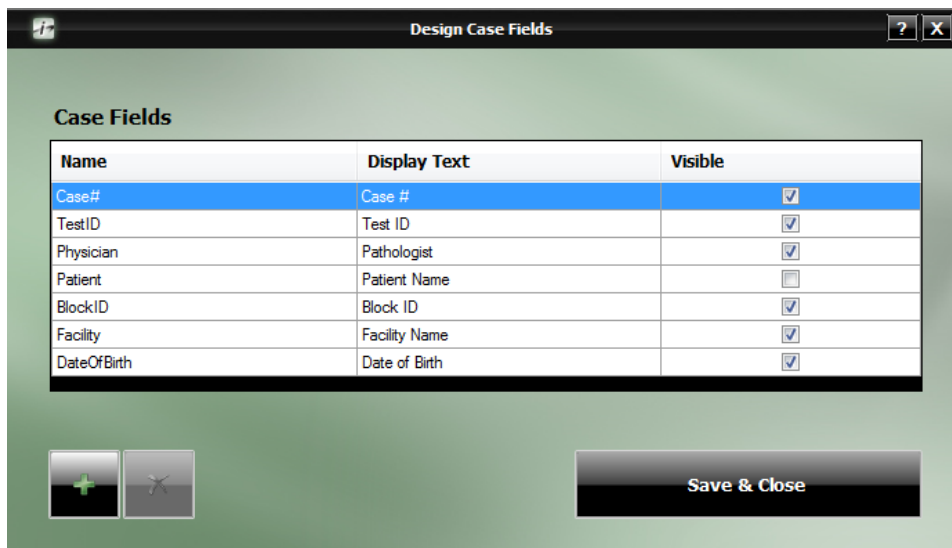 Design Case Fields ? X
Case Fields
Name Display Text Visible
Case# Case #
TestID Test ID
Physician Pathologist
Patient Patient Name
BlockID Block ID
Facility Facility Name
DateOfBirth Date of Birth
Save & Close